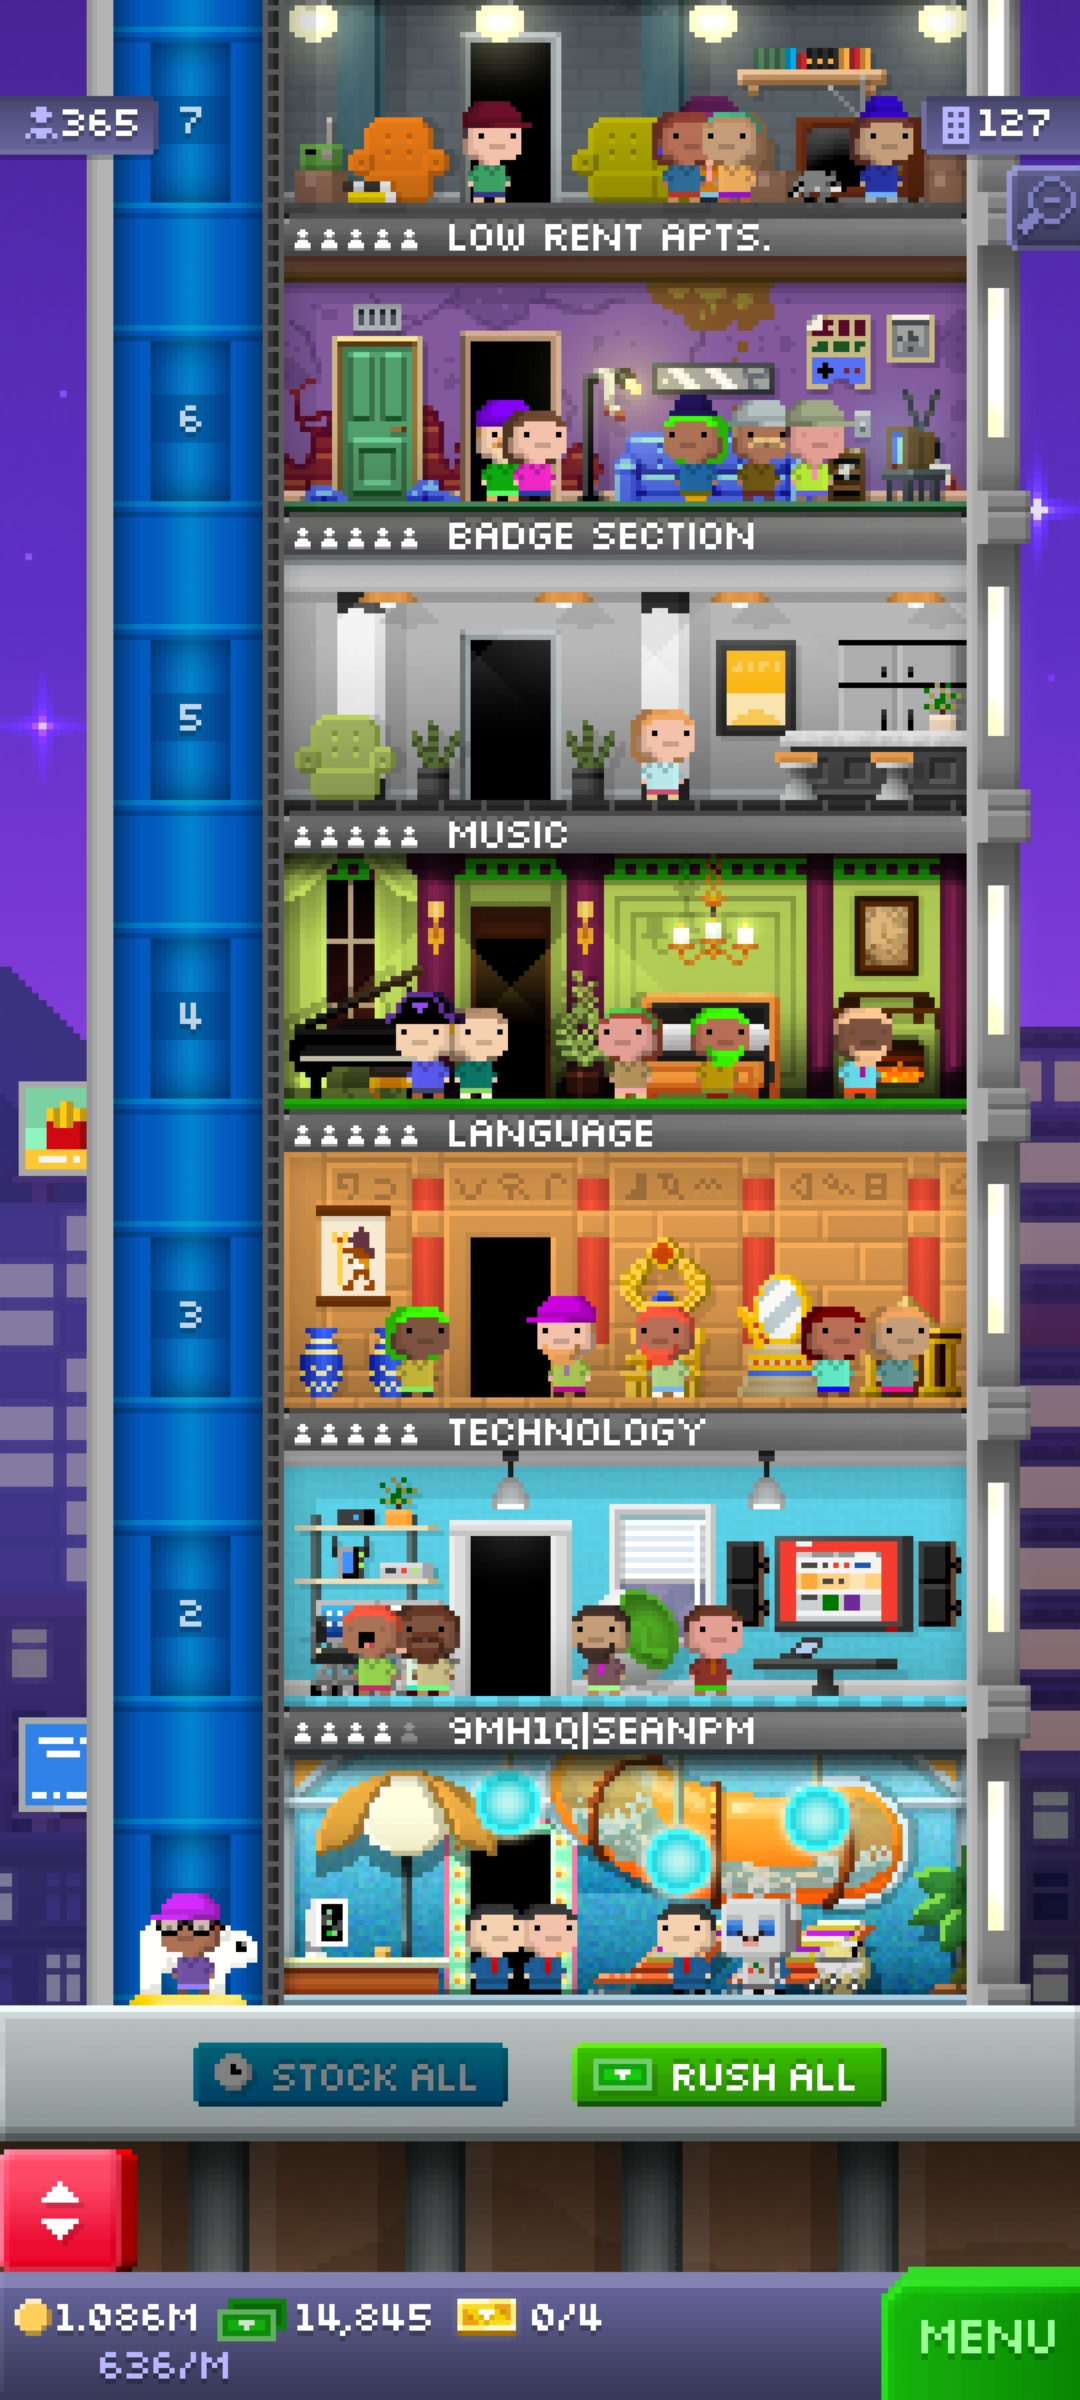 365
7
127
LOW RENT APTS.
6
BADGE SECTION
5
MUSIC
4
LANGUAGE
3
TECHNOLOGY
2
9MH1Q|SEANPM
STOCK ALL
RUSH ALL
1.086M
14,845
0/4
636/M
MENU